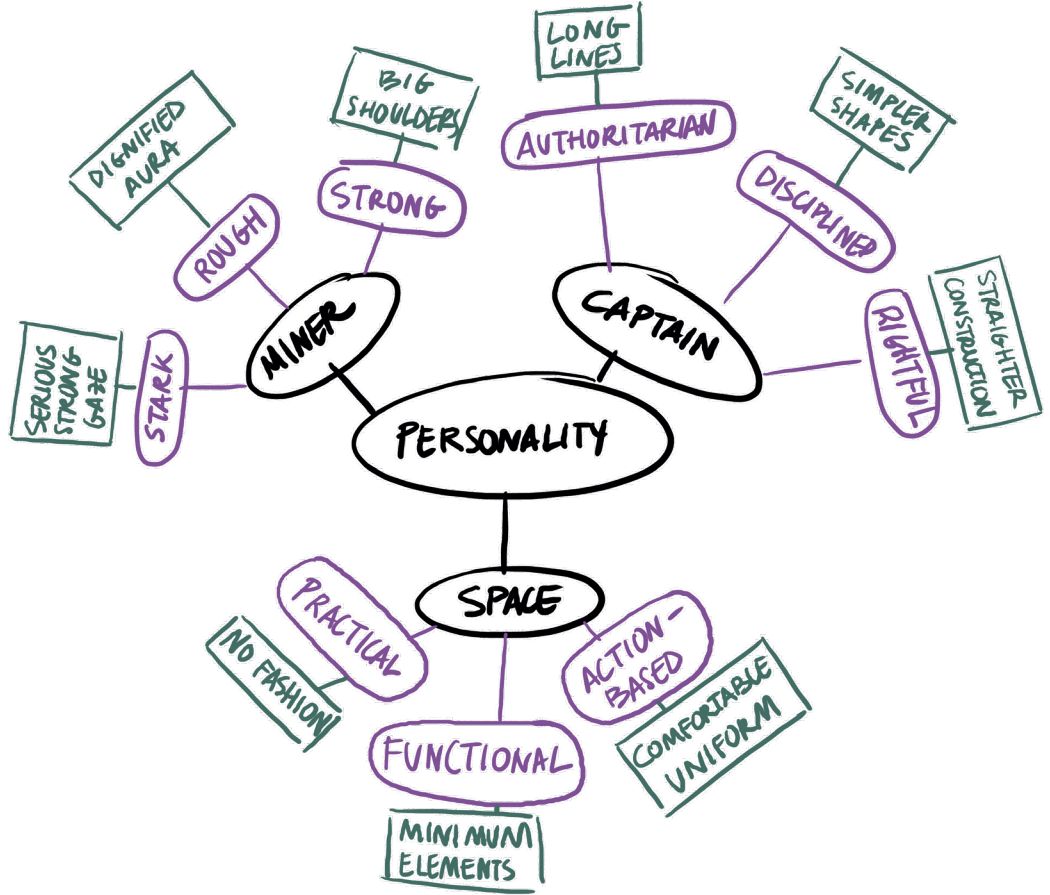 LONG
LINES
BIG
SHOULDERS
SIMPLER
SHAPES
DIGNIFIED
AURA
AUTHORITARIAN
STRONG
DISCIPLINED
ROUGH
MINER
CAPTAIN
STRAIGHTER
CONSTRUCTION
RIGHTFUL
SERIOUS
STRONG
GAZE
STARK
PERSONALITY
SPACE
PRACTICAL
NO FASHION
ACTION-
BASED
COMFORTABLE
UNIFORM
FUNCTIONAL
MINIMUM
ELEMENTS